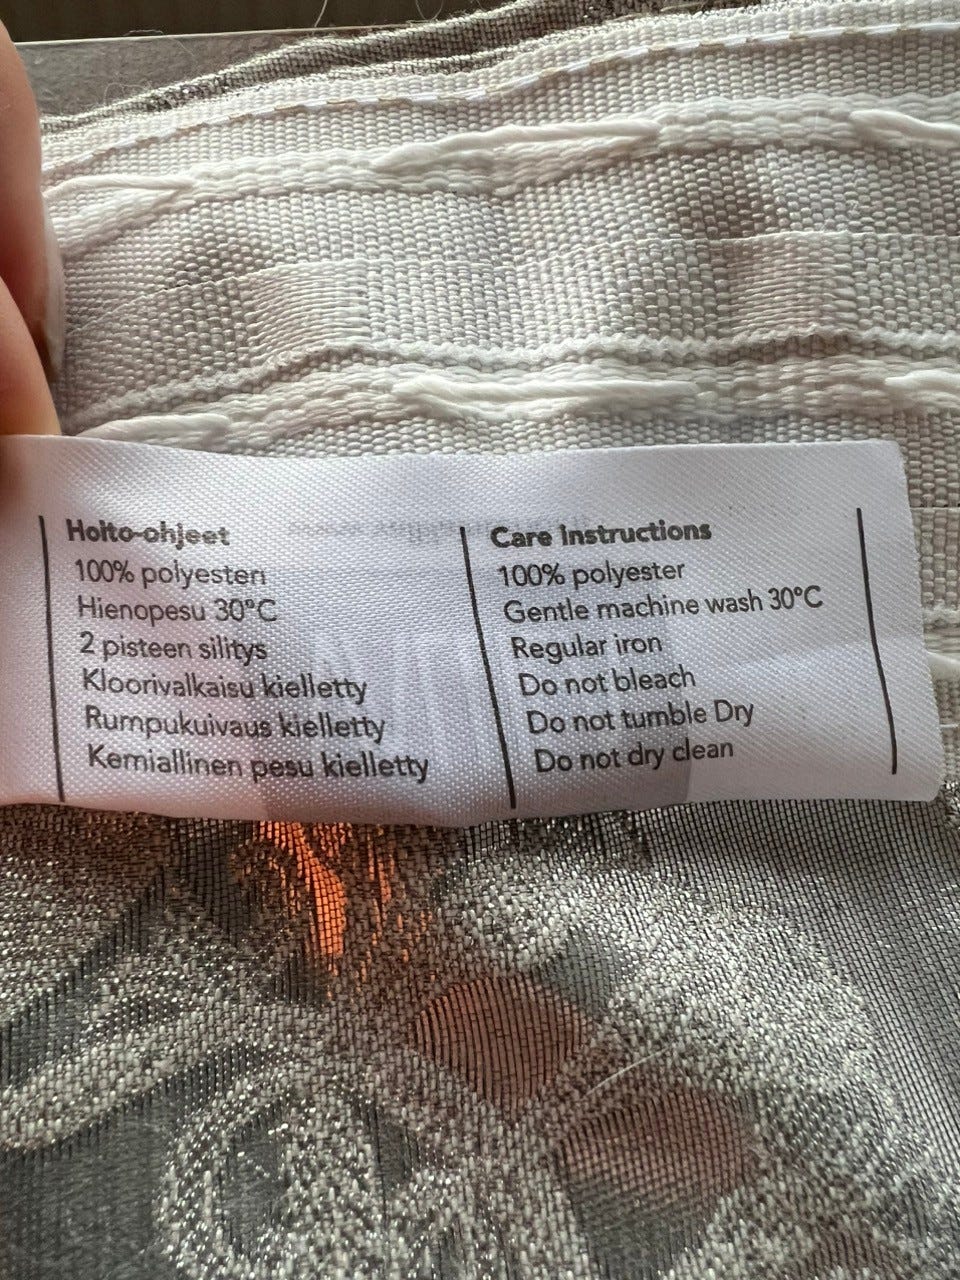 Hoito-ohjeet
100% polyesteri
Hienopesu 30°C
2 pisteen silitys
Kloorivalkaisu kielletty
Rumpukuivaus kielletty
Kemiallinen pesu kielletty
Care Instructions
100% polyester
Gentle machine wash 30°C
Regular iron
Do not bleach
Do not tumble Dry
Do not dry clean